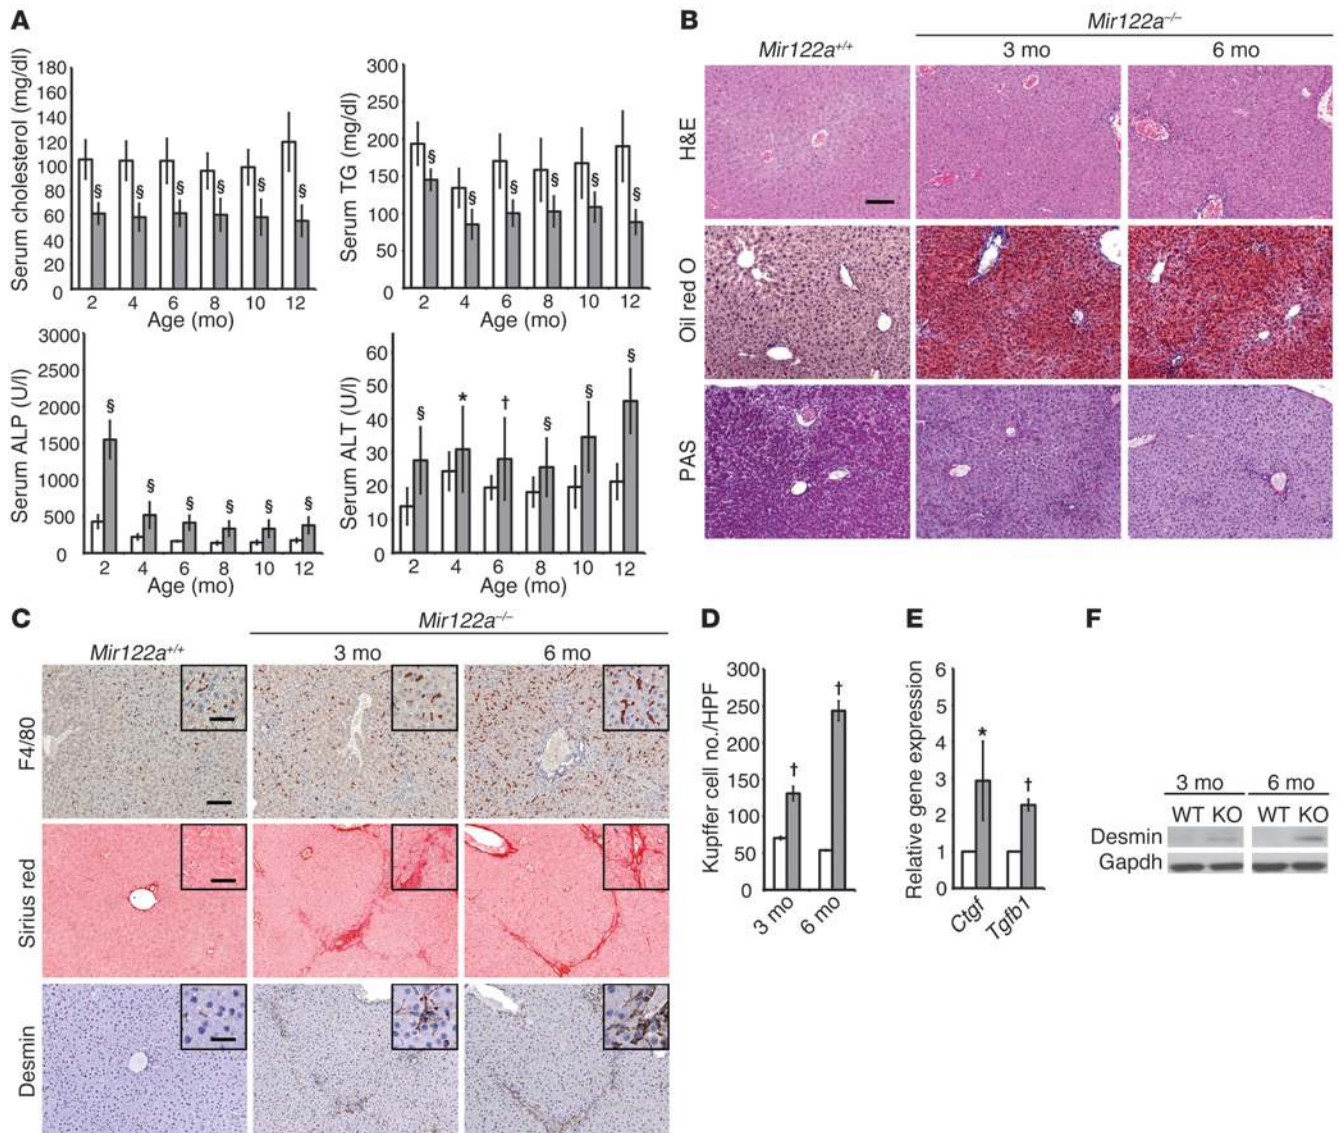 A
Serum cholesterol (mg/dl)
180
160
140
120
100
80
60
40
20
0
§ § § § § §
2 4 6 8 10 12
Age (mo)
Serum TG (mg/dl)
300
250
200
150
100
50
0
§ § § § § §
2 4 6 8 10 12
Age (mo)
Serum ALP (U/l)
3000
2500
2000
1500
1000
500
0
§ § § § § §
2 4 6 8 10 12
Age (mo)
Serum ALT (U/l)
60
50
40
30
20
10
0
§ * † § § §
2 4 6 8 10 12
Age (mo)
B
Mir122a–/–
Mir122a+/+ 3 mo 6 mo
H&E
Oil red O
PAS
C
Mir122a–/–
Mir122a+/+ 3 mo 6 mo
F4/80
Sirius red
Desmin
D
Kupffer cell no./HPF
300
250
200
150
100
50
0
† †
3 mo 6 mo
E
Relative gene expression
6
5
4
3
2
1
0
* †
Ctgf Tgfb1
F
3 mo 6 mo
WT KO WT KO
Desmin
Gapdh